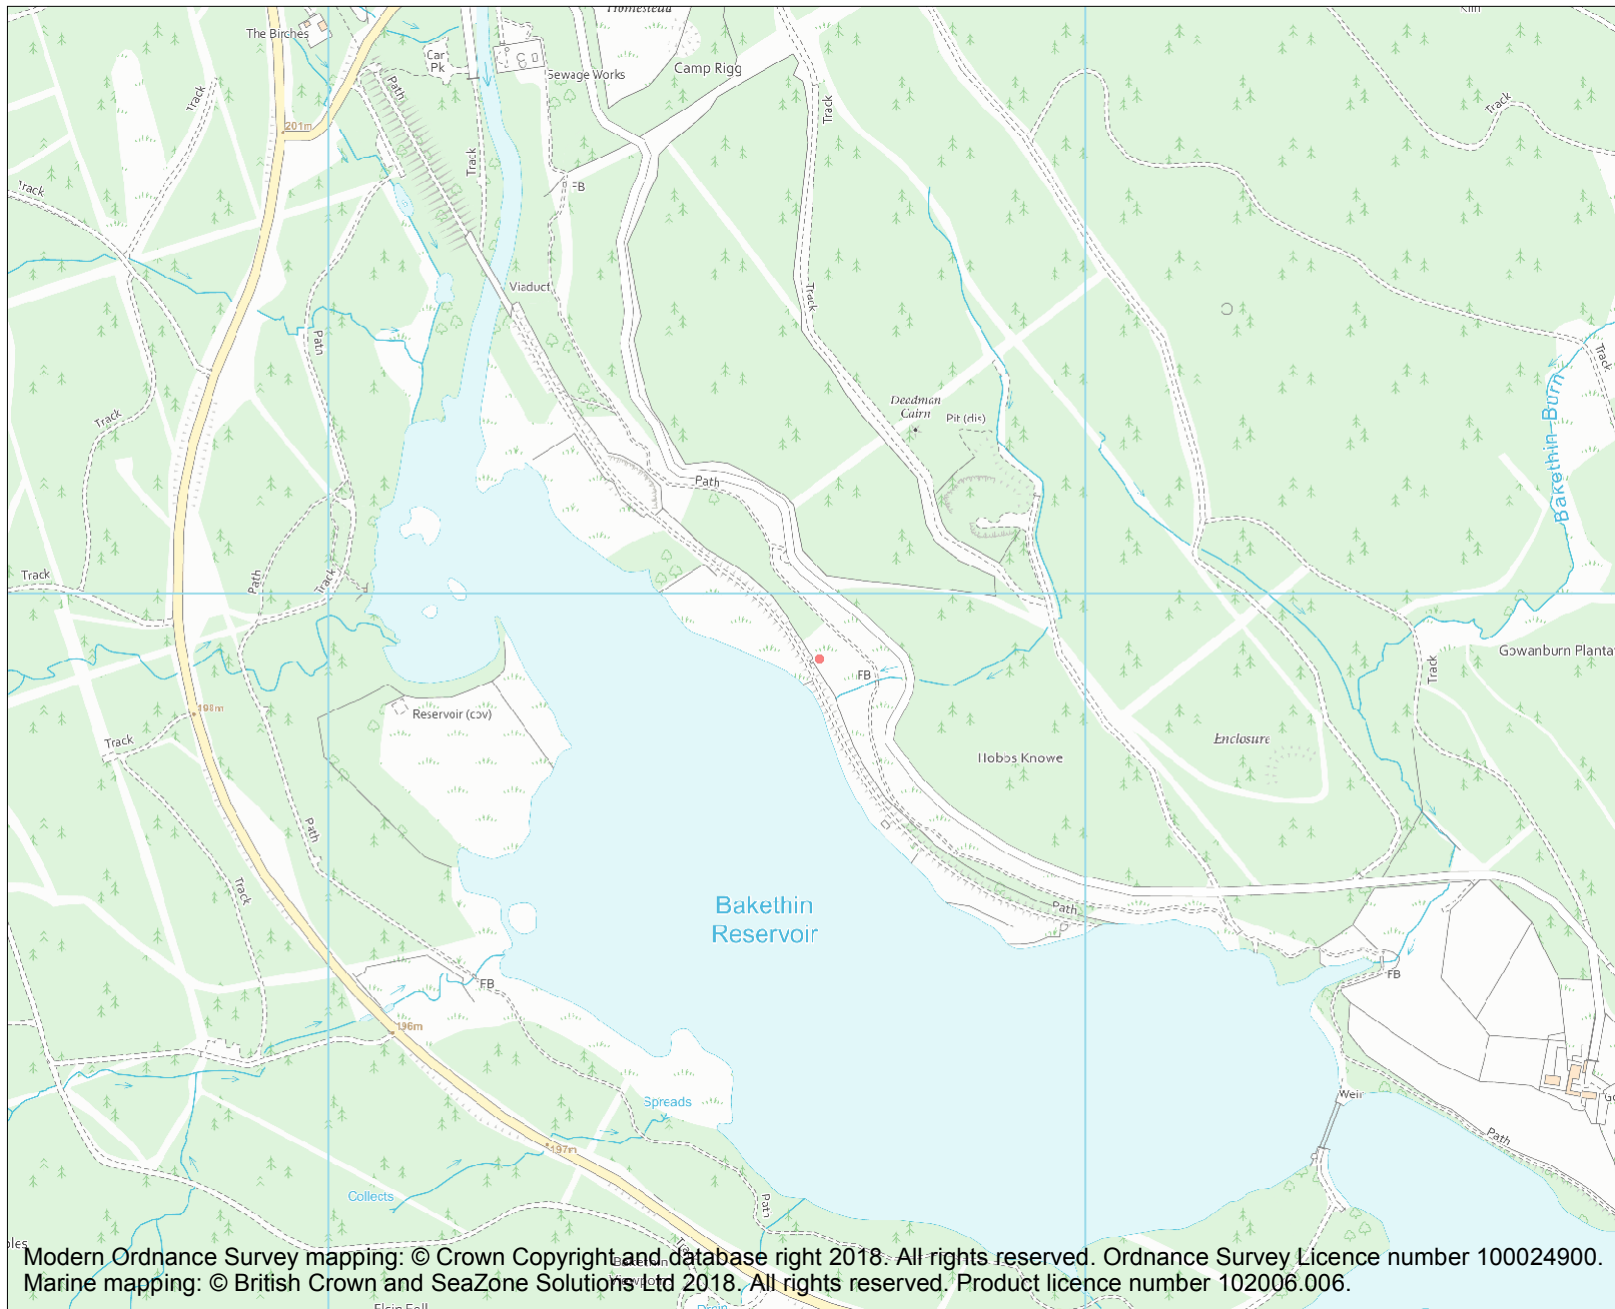 Homestead
The Birches
Car
Pk
Path
Sewage Works
Camp Rigg
Track
Track
Track
201m
Track
Track
FB
Viaduct
Track
Path
Track
Deadman
Cairn
Pit (dis)
Track
Bakethin Burn
Path
Track
Path
Track
FB
Track
Gowanburn
198m
Reservoir (cov)
Track
Enclosure
Hobbs Knowe
Path
Track
Bakethin
Reservoir
Path
FB
FB
196m
Spreads
Weir
Path
197m
Collects
Path
Modern Ordnance Survey mapping: © Crown Copyright and database right 2018. All rights reserved. Ordnance Survey Licence number 100024900.
Bakethin
Marine mapping: © British Crown and SeaZone Solutions Ltd 2018. All rights reserved. Product licence number 102006.006.
Drain